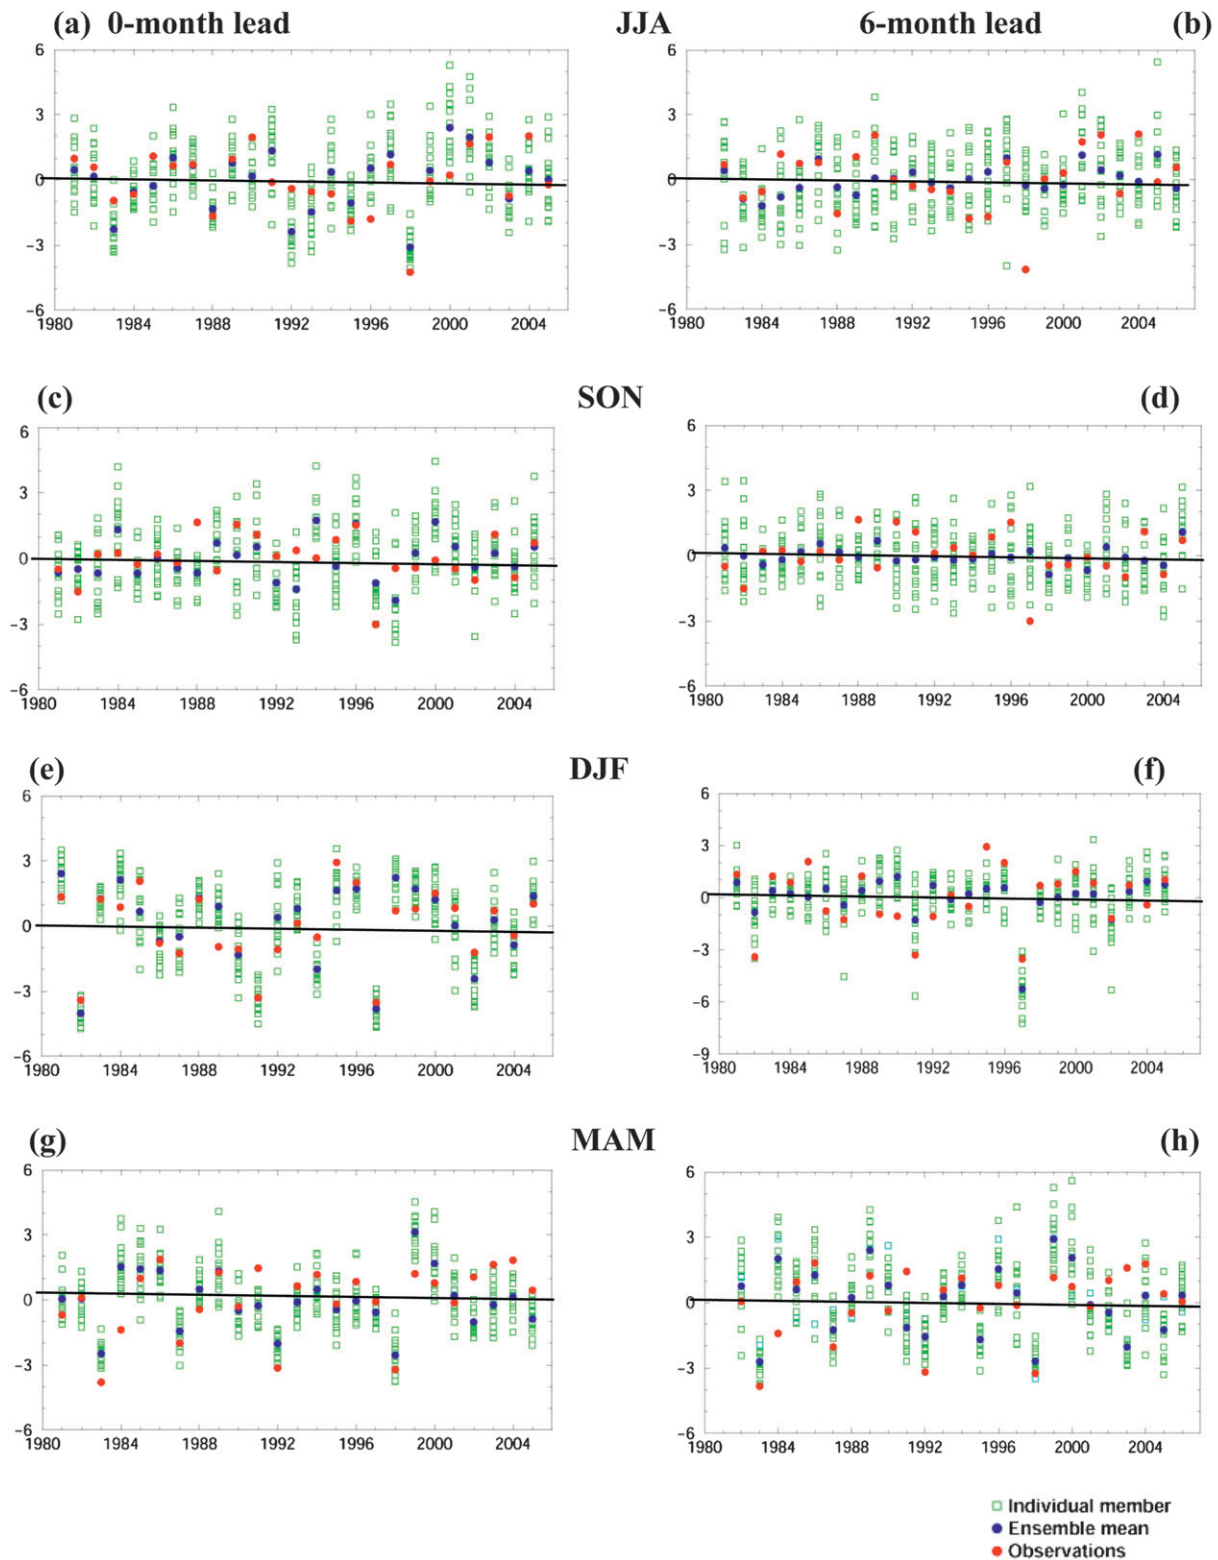 (a) 0-month lead JJA 6-month lead (b)
6 6
3 3
0 0
-3 -3
-6 -6
1980 1984 1988 1992 1996 2000 2004 1980 1984 1988 1992 1996 2000 2004
(c) SON (d)
6 6
3 3
0 0
-3 -3
-6 -6
1980 1984 1988 1992 1996 2000 2004 1980 1984 1988 1992 1996 2000 2004
(e) DJF (f)
6 6
3 3
0 0
-3 -3
-6 -6
-9
1980 1984 1988 1992 1996 2000 2004 1980 1984 1988 1992 1996 2000 2004
(g) MAM (h)
6 6
3 3
0 0
-3 -3
-6 -6
1980 1984 1988 1992 1996 2000 2004 1980 1984 1988 1992 1996 2000 2004
Individual member
Ensemble mean
Observations